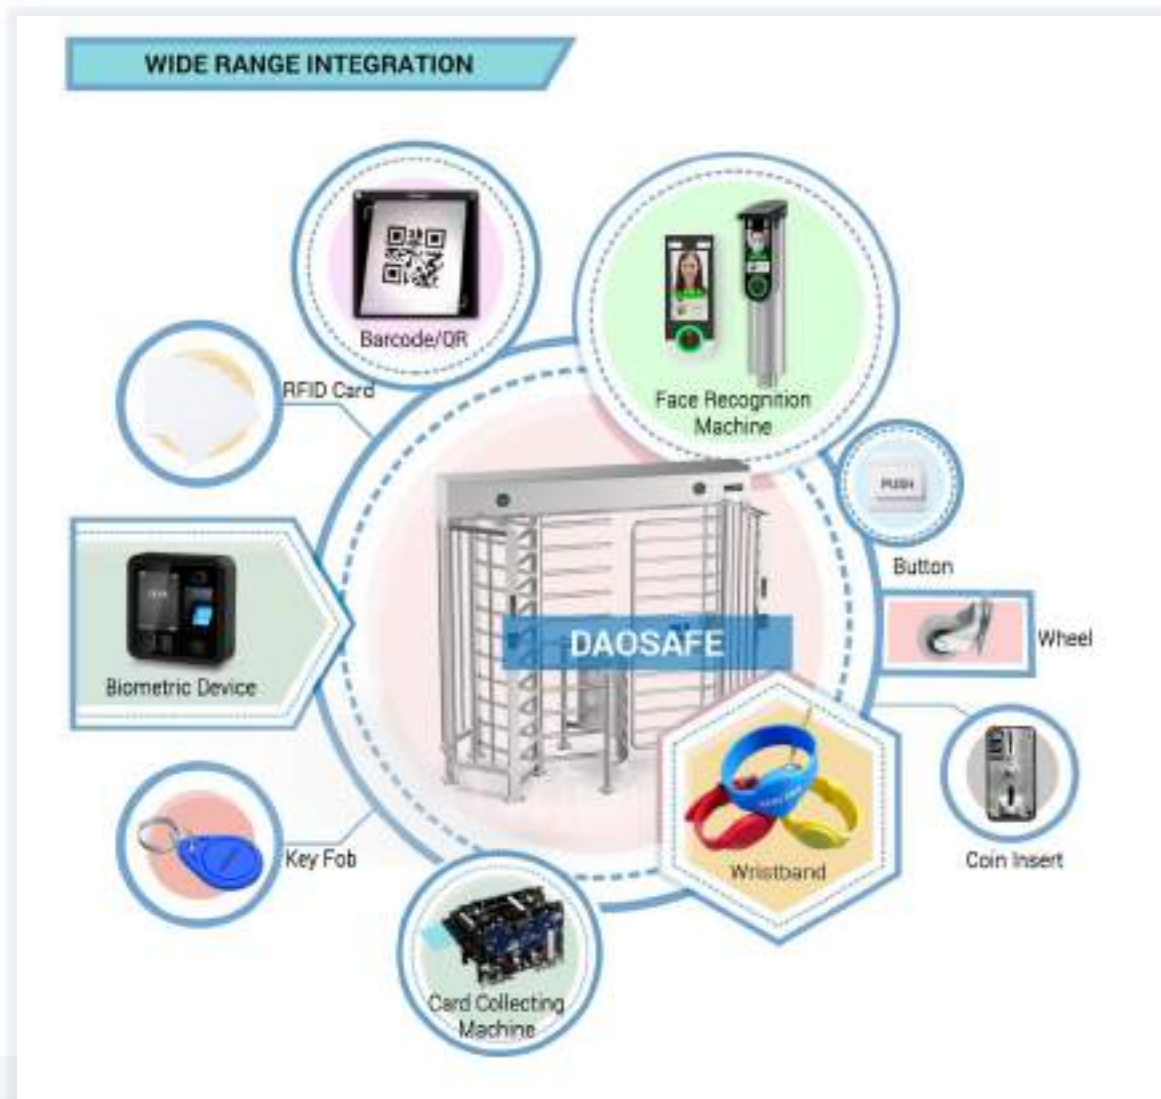 WIDE RANGE INTEGRATION
Barcode/QR
Face Recognition
Machine
RFID Card
PUSH
Button
DAOSAFE
Wheel
Biometric Device
Wristband
Coin Insert
Key Fob
Card Collecting
Machine